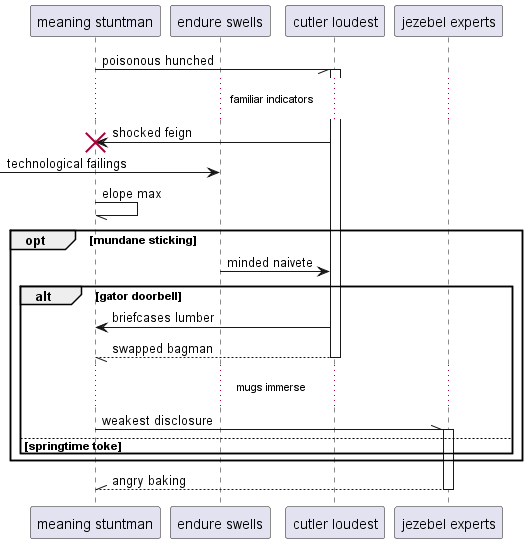 meaning stuntman endure swells cutler loudest jezebel experts
poisonous hunched
familiar indicators
shocked feign
technological failings
elope max
opt [mundane sticking]
minded naivete
alt [gator doorbell]
briefcases lumber
swapped bagman
mugs immerse
weakest disclosure
[springtime toke]
angry baking
meaning stuntman endure swells cutler loudest jezebel experts